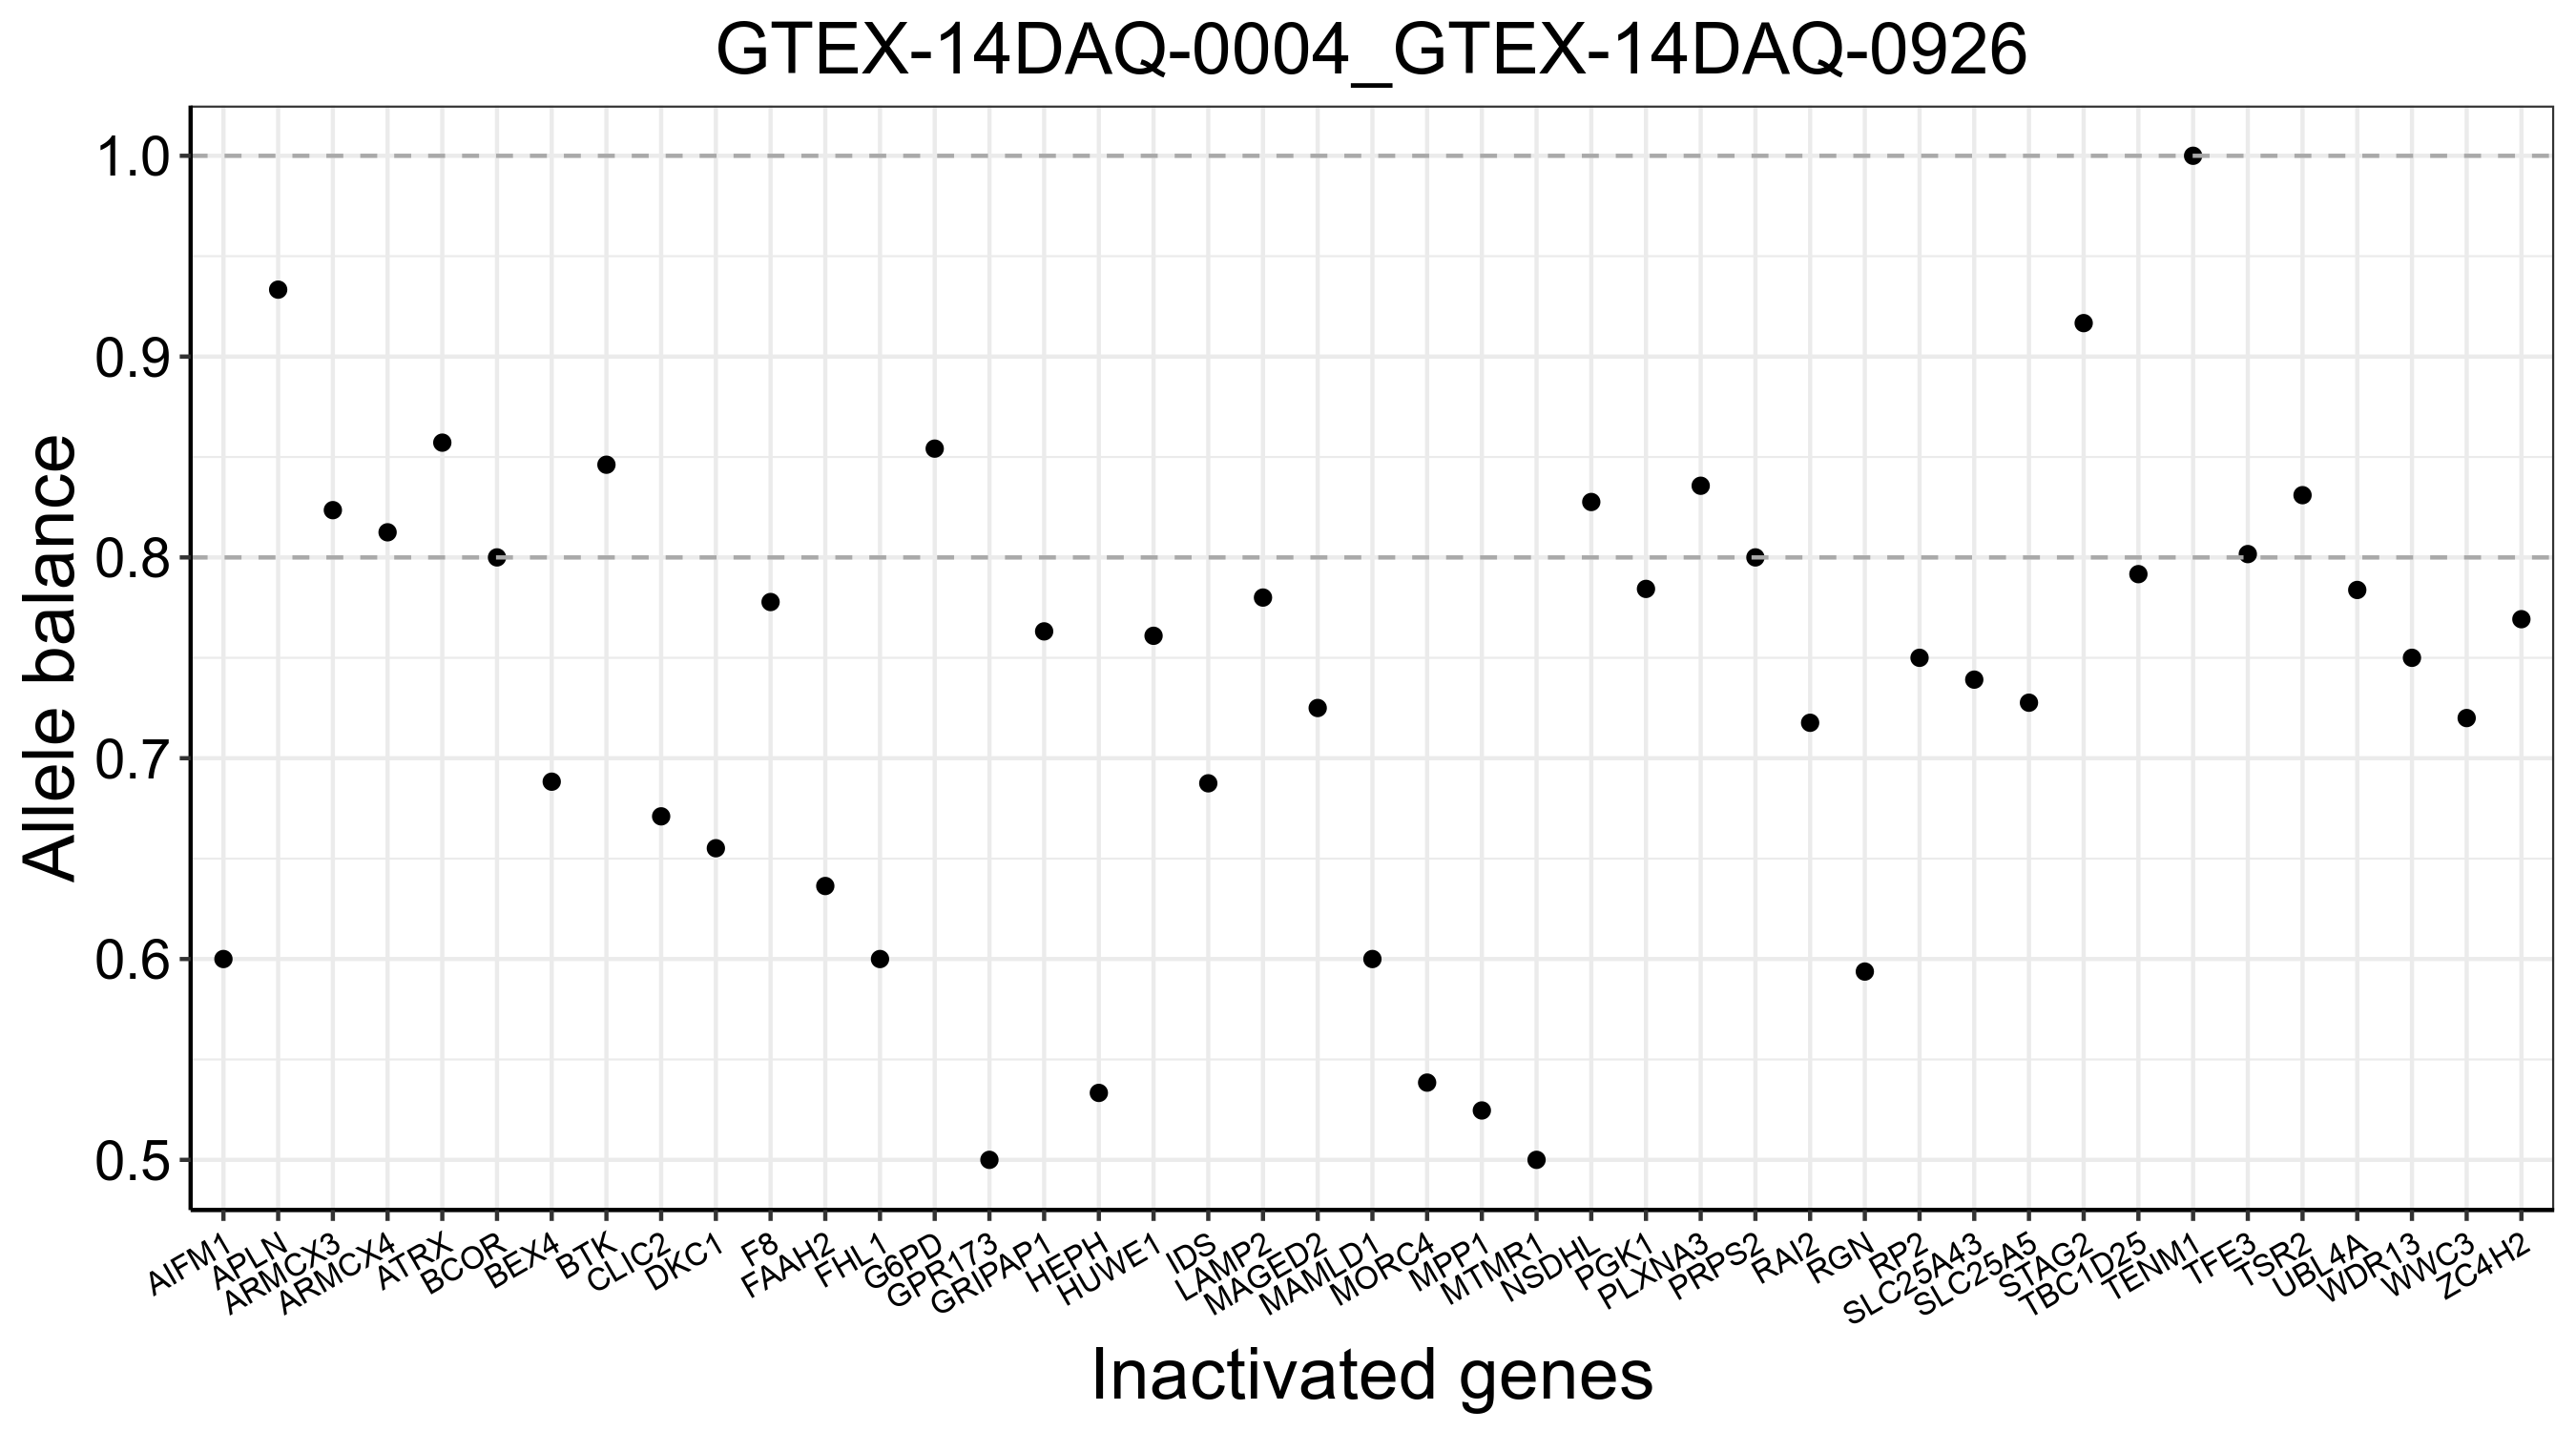 GTEX-14DAQ-0004_GTEX-14DAQ-0926
Allele balance
1.0
0.9
0.8
0.7
0.6
0.5
AIFM1
APLN
ARMCX3
ARMCX4
ATRX
BCOR
BEX4
BTK
CLIC2
DKC1
F8
FAAH2
FHL1
G6PD
GPR173
GRIPAP1
HEPH
HUWE1
IDS
LAMP2
MAGED2
MAMLD1
MORC4
MPP1
MTMR1
NSDHL
PGK1
PLXNA3
PRPS2
RAI2
RGN
RP2
SLC25A43
SLC25A5
STAG2
TBC1D25
TENM1
TFE3
TSR2
UBL4A
WDR13
WWC3
ZC4H2
Inactivated genes